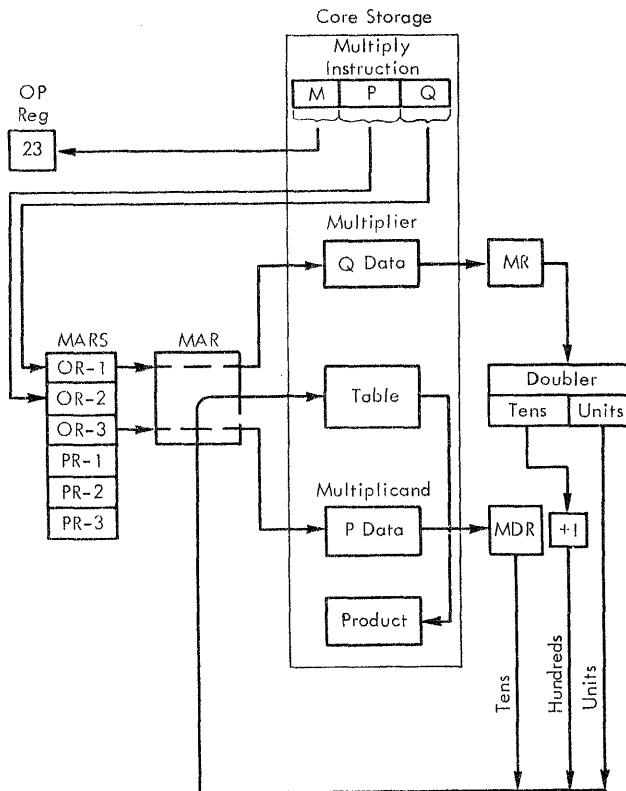 Core Storage
Multiply
Instruction
M P Q
OP
Reg
23
Multiplier
Q Data
MR
MARS
MAR
OR-1
OR-2
OR-3
PR-1
PR-2
PR-3
Table
Doubler
Tens Units
Multiplicand
P Data
MDR
+1
Product
Tens
Hundreds
Units